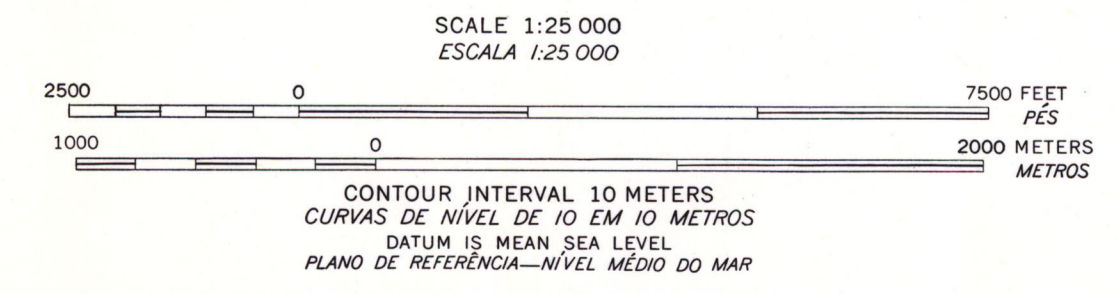 SCALE 1:25 000
ESCALA 1:25 000
2500 0 7500 FEET
PÉS
1000 0 2000 METERS
METROS
CONTOUR INTERVAL 10 METERS
CURVAS DE NÍVEL DE 10 EM 10 METROS
DATUM IS MEAN SEA LEVEL
PLANO DE REFERÊNCIA—NÍVEL MÉDIO DO MAR